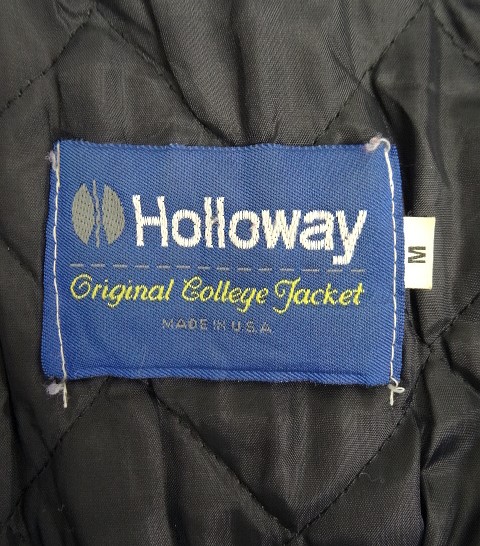 Holloway
Original College Jacket
MADE IN U.S.A
M